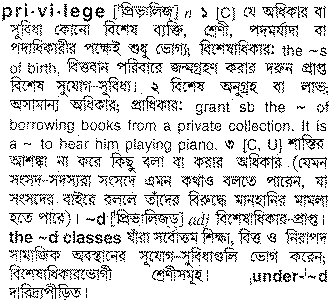 pri·vi·lege [‘প্রিভালিজ্] n ১ [C] যে অধিকার বা
সুবিধা কোনো বিশেষ ব্যক্তি, শ্রেণী, পদমর্যাদা বা
পদাধিকারীর পক্ষেই শুধু ভোগ্য; বিশেষাধিকার: the ~s
of birth, বিত্তবান পরিবারে জন্মগ্রহণ করার দরুন প্রাপ্ত
বিশেষ সুযোগ-সুবিধা। ২ বিশেষ অনুগ্রহ বা লাভ;
অসামান্য অধিকার; প্রাধিকার: grant sb the ~ of
borrowing books from a private collection. It is
a ~ to hear him playing piano. ৩ [C, U] শাস্তির
আশঙ্কা না করে কিছু বলা বা করার অধিকার (যেমন
সংসদ-সদস্যরা সংসদে এমন কথাও বলতে পারেন, যা
সংসদের বাইরে বললে তাঁদের বিরুদ্ধে মানহানির মামলা
হতে পারে)। ~d [‘প্রিভালিজ্‌ড্] adj বিশেষাধিকার-প্রাপ্ত।
the ~d classes যাঁরা সর্বোত্তম শিক্ষা, বিত্ত ও নিরাপদ
সামাজিক অবস্থানের সুযোগ-সুবিধাগুলি ভোগ করেন;
বিশেষাধিকারভোগী শ্রেণীসমূহ। ,under-'~d
দারিদ্র্যপীড়িত।